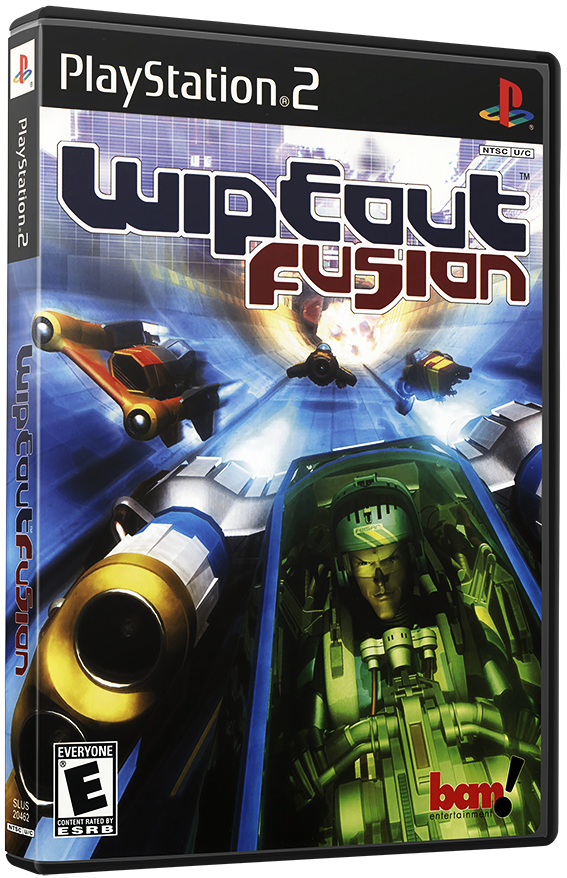 PlayStation®2
NTSC U/C
WipEout™
Fusion
EVERYONE
E®
CONTENT RATED BY
ESRB
bam!
entertainment
PlayStation®2
WipEout Fusion
SLUS
20462
NTSC U/C